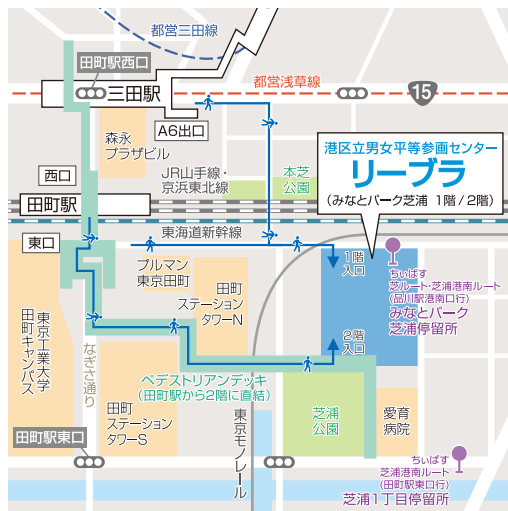 都営三田線
田町駅西口
三田駅
都営浅草線
15
A6出口
森永
プラザビル
港区立男女平等参画センター
リーブラ
(みなとパーク芝浦 1階/2階)
西口
JR山手線・
京浜東北線
本芝
公園
田町駅
東口
東海道新幹線
1階
入口
ちぃばす
芝ルート・芝浦港南ルート
(品川駅港南口行)
みなとパーク
芝浦停留所
プルマン
東京田町
田町
ステーション
タワーN
東京工業大学
田町キャンパス
2階
入口
なぎさ通り
ペデストリアンデッキ
(田町駅から2階に直結)
田町
ステーション
タワーS
東京モノレール
芝浦
公園
愛育
病院
田町駅東口
ちぃばす
芝浦港南ルート
(田町駅東口行)
芝浦1丁目停留所